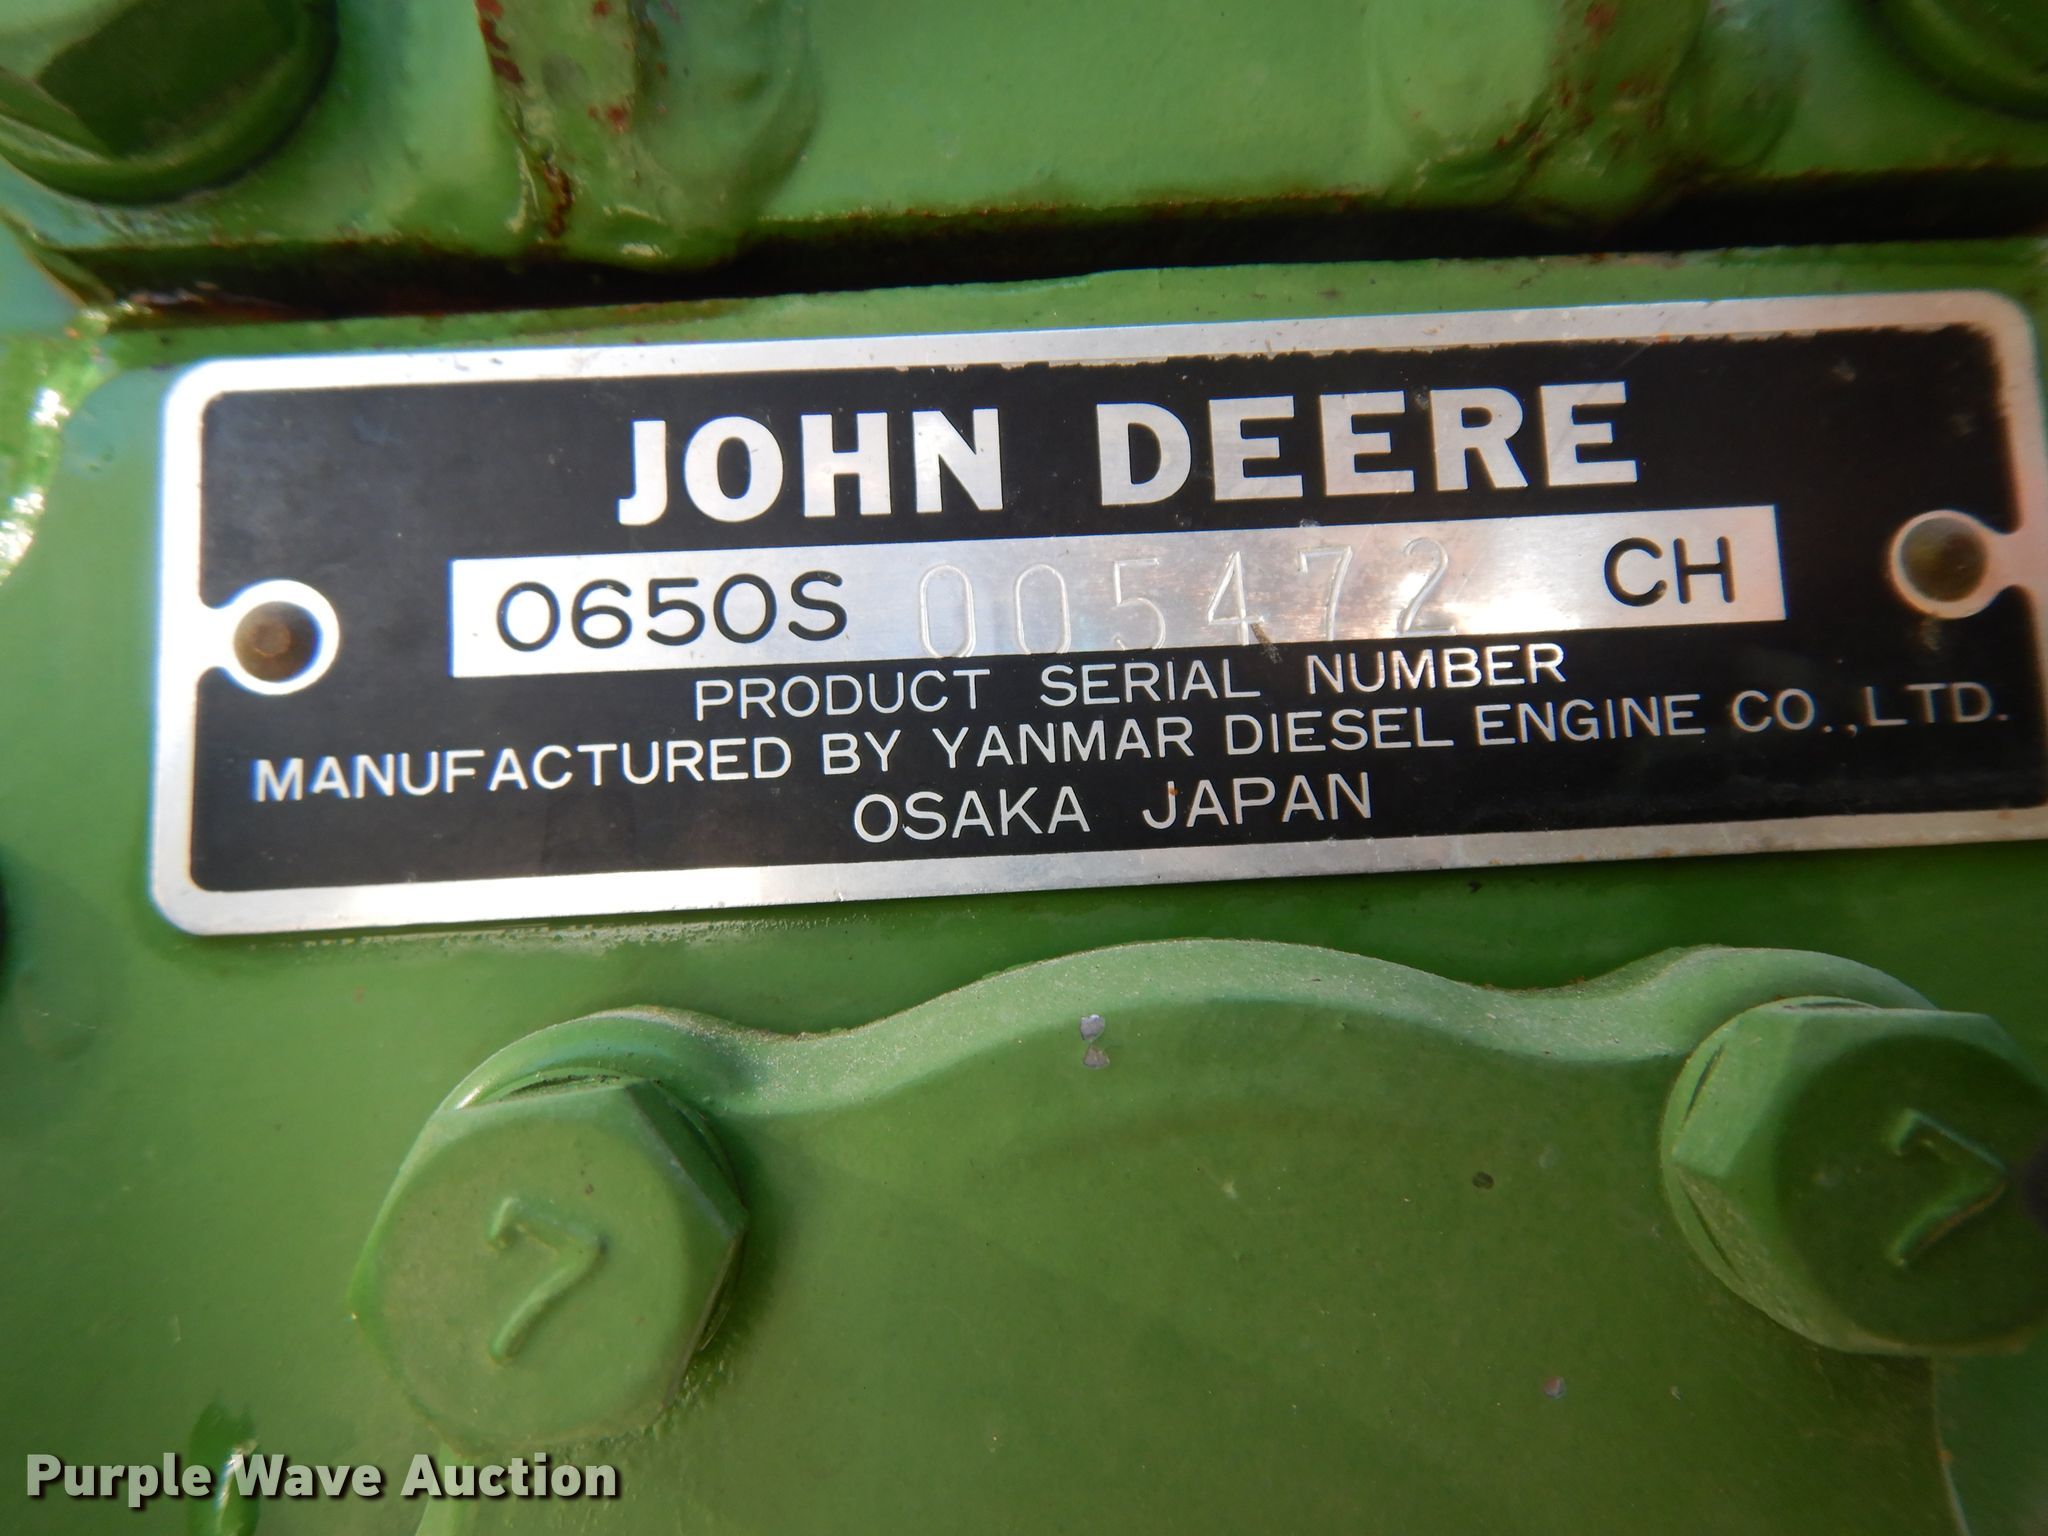 JOHN DEERE
0650S 005472 CH
PRODUCT SERIAL NUMBER
MANUFACTURED BY YANMAR DIESEL ENGINE CO.,LTD.
OSAKA JAPAN
7
7
Purple Wave Auction